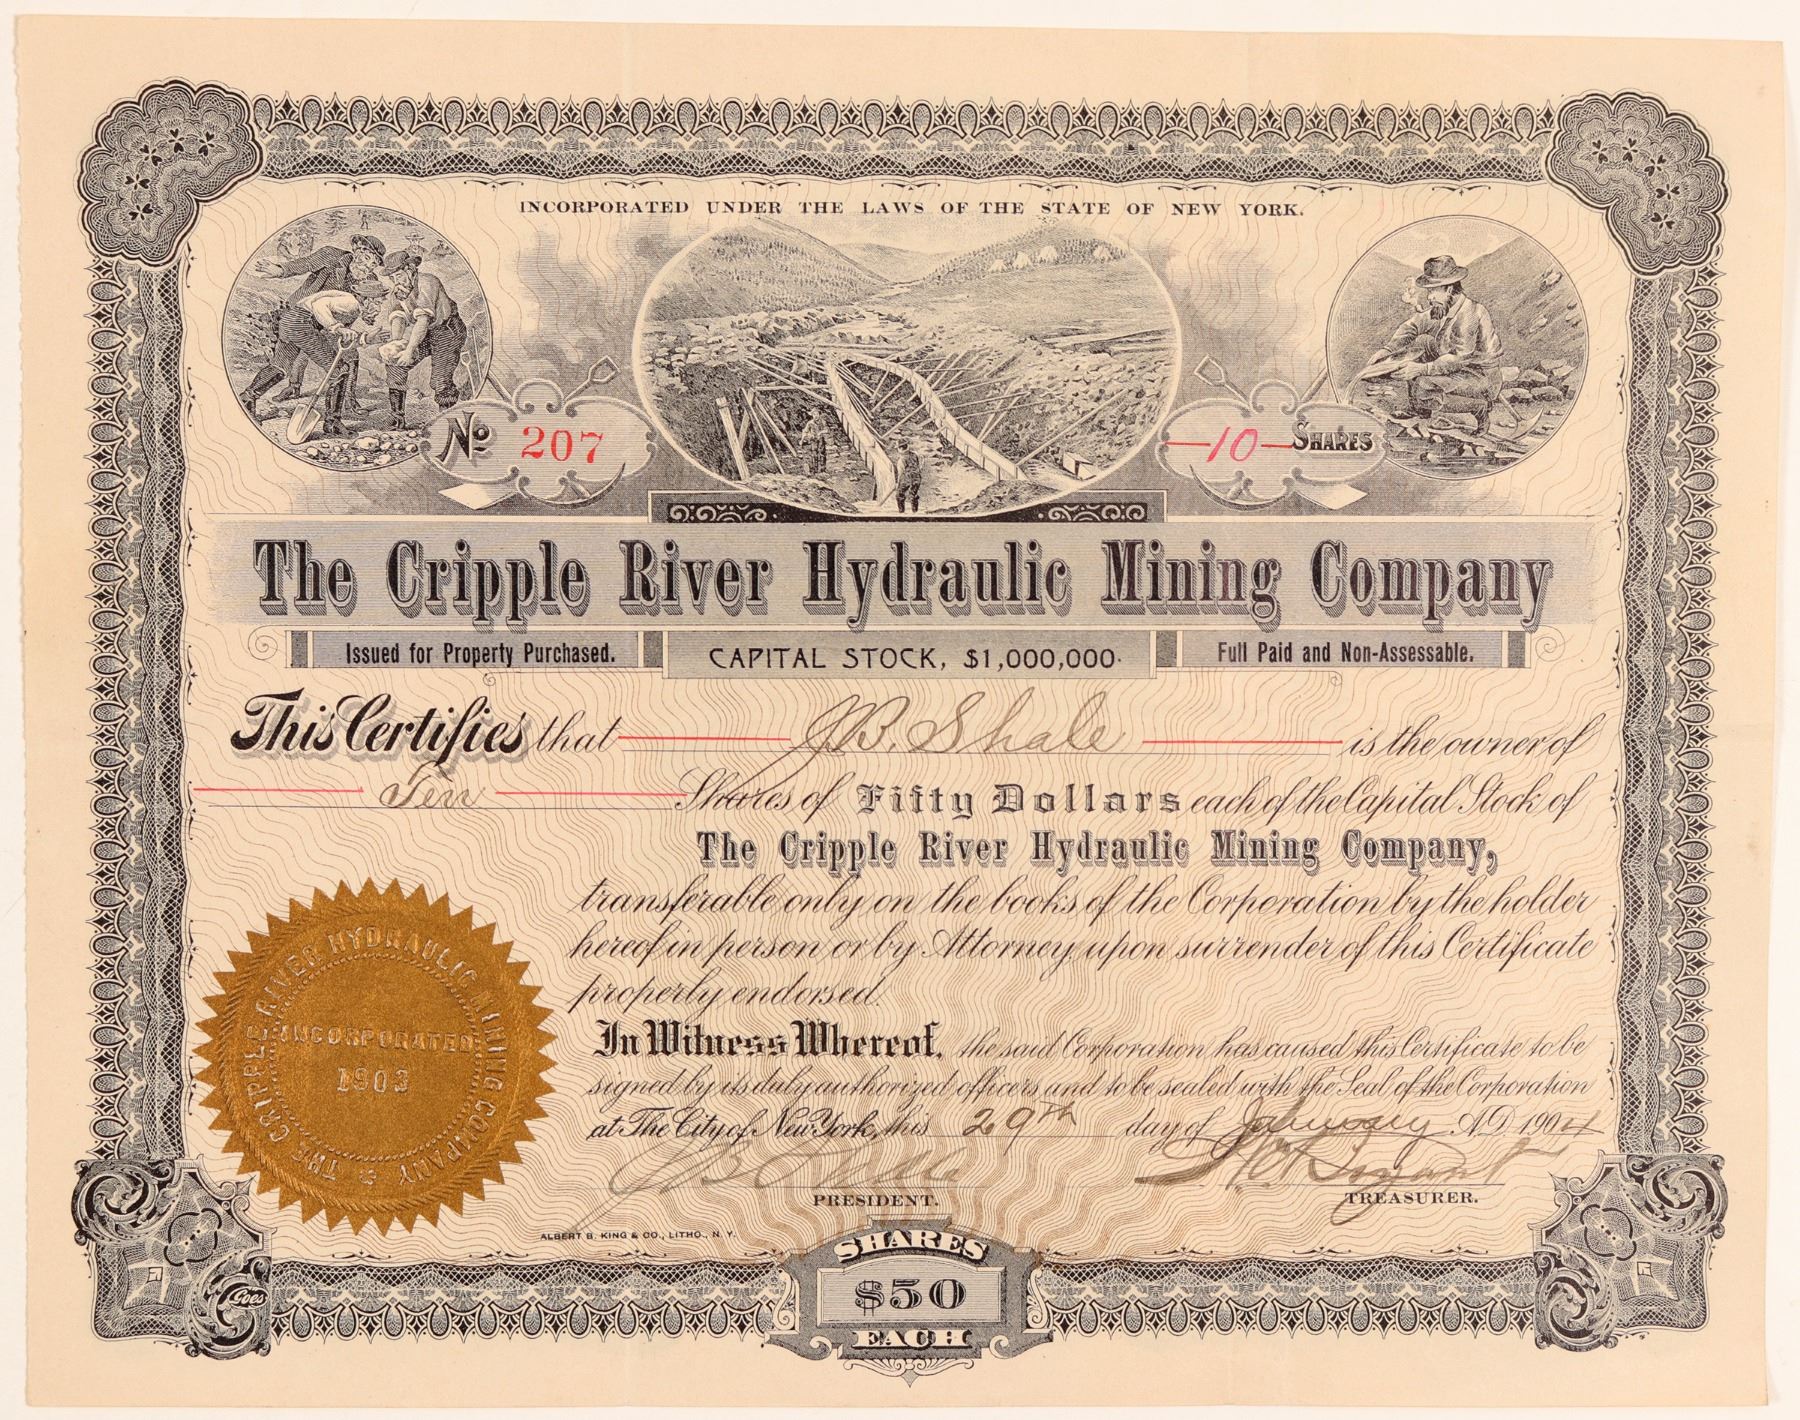 INCORPORATED UNDER THE LAWS OF THE STATE OF NEW YORK.
No 207
10 SHARES
The Cripple River Hydraulic Mining Company
Issued for Property Purchased.
CAPITAL STOCK, $1,000,000.
Full Paid and Non-Assessable.
This Certifies that J.B. Shale is the owner of
Ten Shares of Fifty Dollars each of the Capital Stock of
The Cripple River Hydraulic Mining Company,
transferable only on the books of the Corporation by the holder
hereof in person or by Attorney upon surrender of this Certificate
properly endorsed.
In Witness Whereof, the said Corporation has caused this Certificate to be
signed by its duly authorized officers and to be sealed with the Seal of the Corporation
at The City of New York, this 29th day of January A.D. 1904
PRESIDENT.
TREASURER.
THE CRIPPLE RIVER HYDRAULIC MINING COMPANY
INCORPORATED
1903
ALBERT B. KING & CO., LITHO., N. Y.
Goes
SHARES
$50
EACH